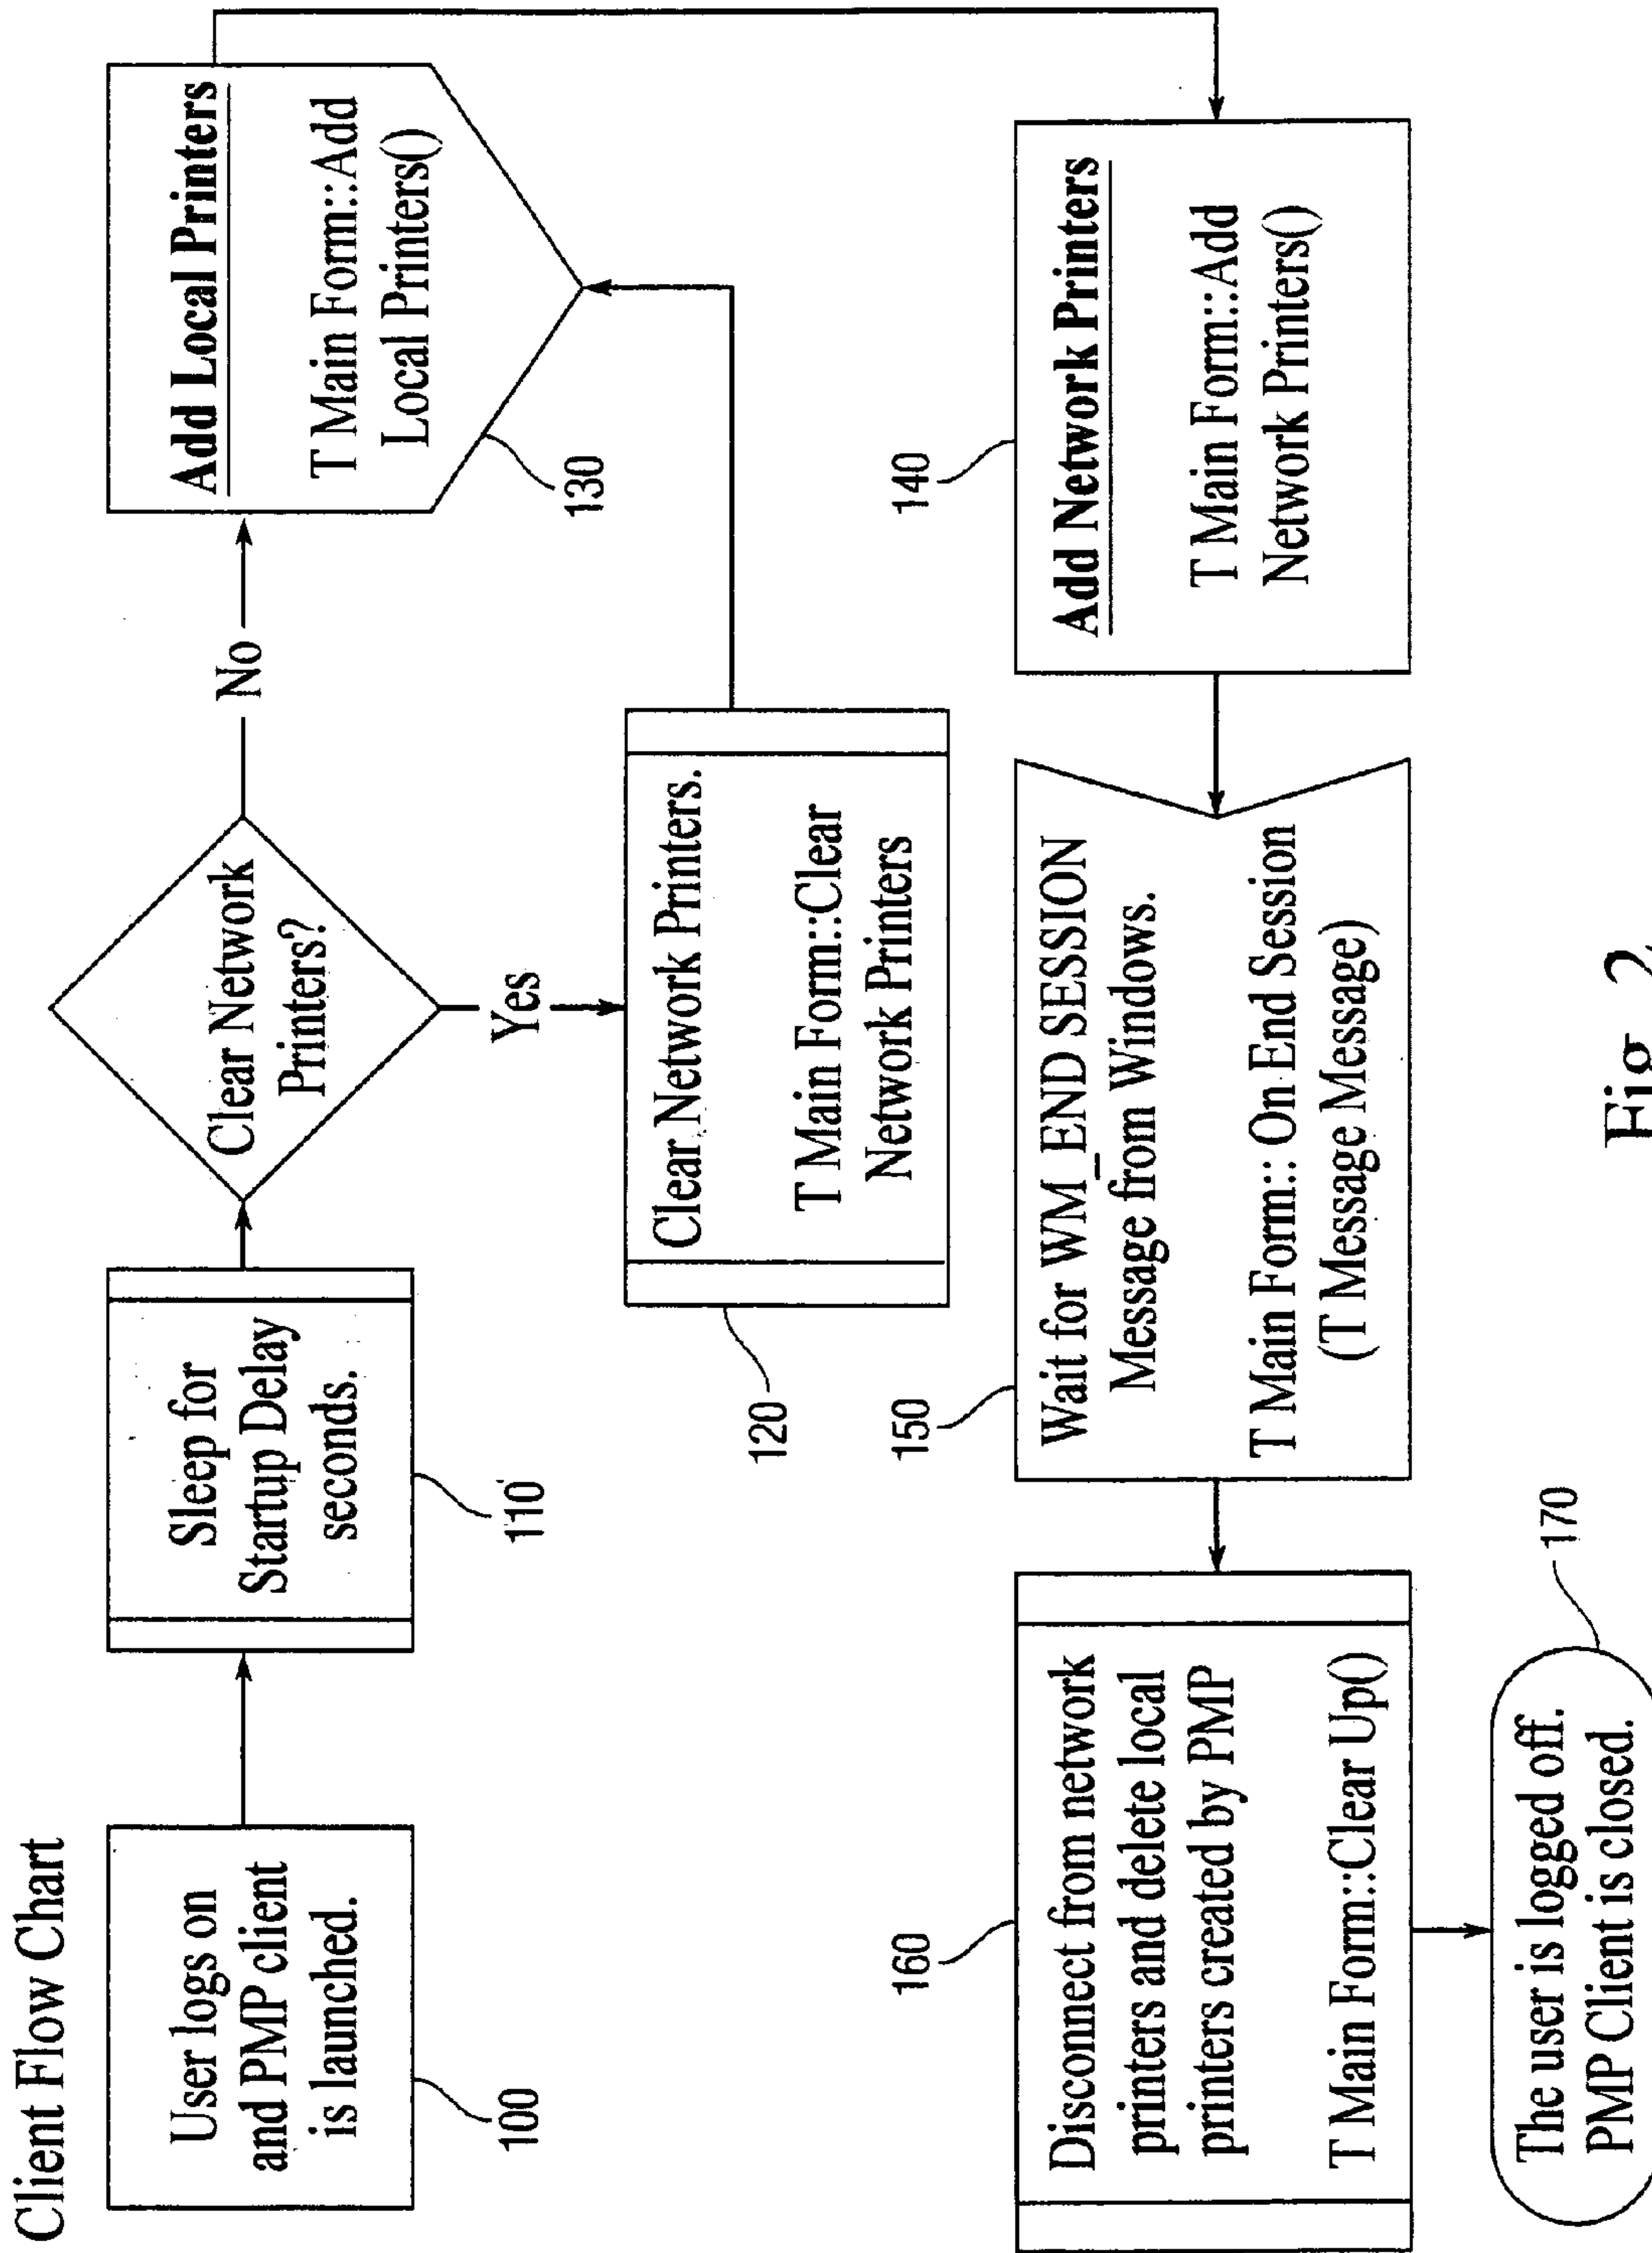 Client Flow Chart
User logs on
and PMP client
is launched.
100
Sleep for
Startup Delay
seconds.
110
Clear Network
Printers?
No
Yes
Clear Network Printers.
T Main Form::Clear
Network Printers
120
Add Local Printers
T Main Form::Add
Local Printers()
130
Add Network Printers
T Main Form::Add
Network Printers()
140
Wait for WM_END SESSION
Message from Windows.
T Main Form:: On End Session
(T Message Message)
150
Disconnect from network
printers and delete local
printers created by PMP
T Main Form::Clear Up()
160
The user is logged off.
PMP Client is closed.
170
Fig. 2